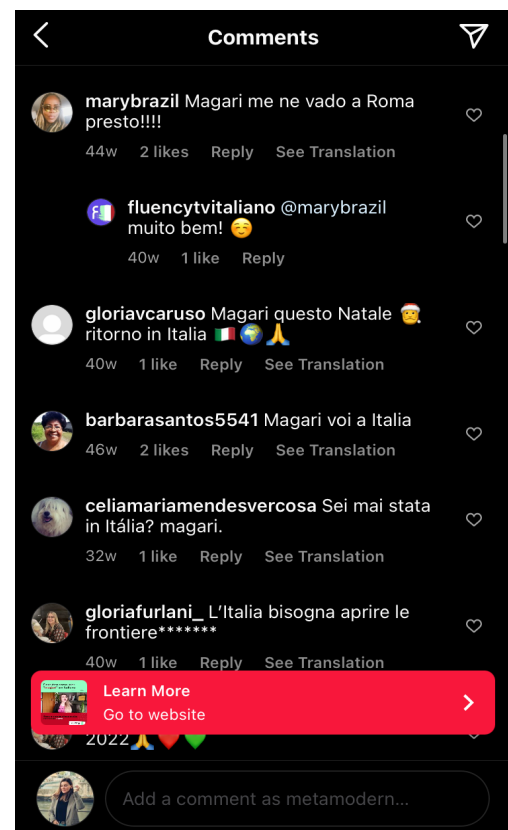 Comments
marybrazil Magari me ne vado a Roma
presto!!!!
44w 2 likes Reply See Translation
fluencytvitaliano @marybrazil
muito bem! ☺️
40w 1 like Reply
gloriavcaruso Magari questo Natale 🎅
ritorno in Italia 🇮🇹🌍🙏
40w 1 like Reply See Translation
barbarasantos5541 Magari voi a Italia
46w 2 likes Reply See Translation
celiamariamendesvercosa Sei mai stata
in Itália? magari.
32w 1 like Reply See Translation
gloriafurlani_ L'Italia bisogna aprire le
frontiere*******
40w 1 like Reply See Translation
Learn More
Go to website
2022🙏❤️💚
Add a comment as metamodern...